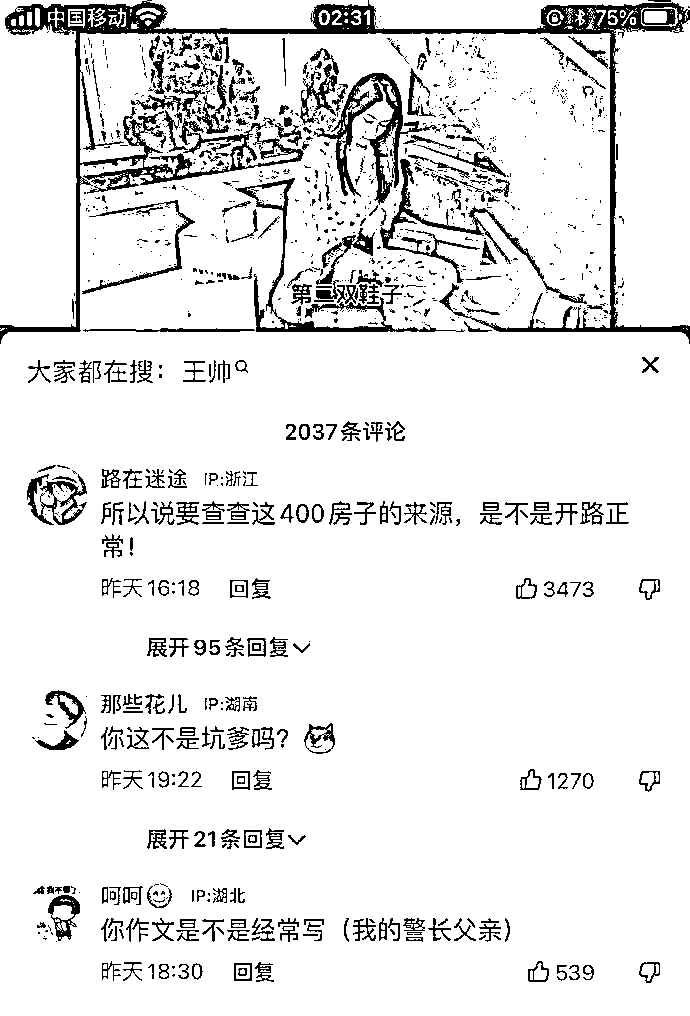 中国移动
02:31
75%
第三双鞋子
大家都在搜：王帅
2037条评论
路在迷途 IP:浙江
所以说要查查这400房子的来源，是不是开路正
常！
昨天16:18 回复 3473
展开95条回复
那些花儿 IP:湖南
你这不是坑爹吗？
昨天19:22 回复 1270
展开21条回复
呵呵 IP:湖北
你作文是不是经常写（我的警长父亲）
昨天18:30 回复 539